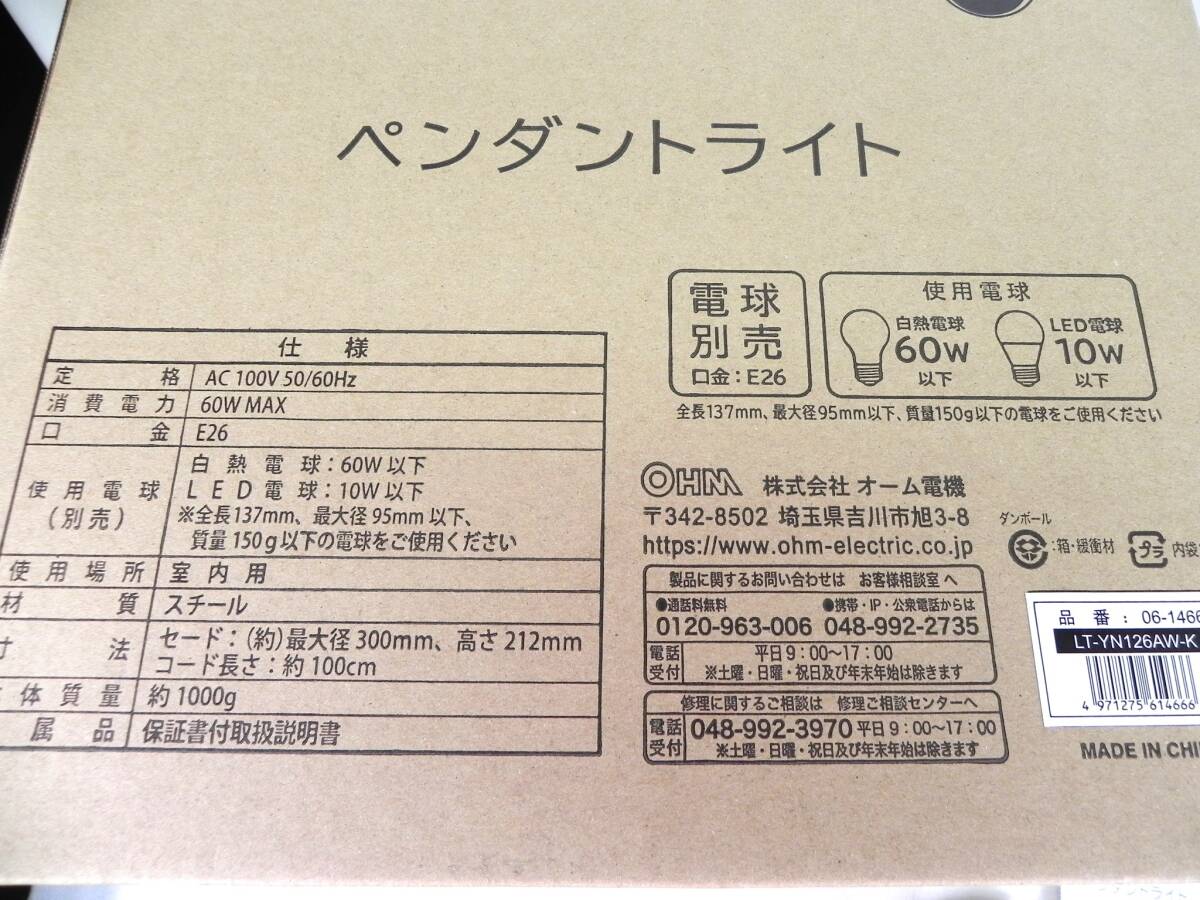 ペンダントライト
仕様
定格 AC 100V 50/60Hz
消費電力 60W MAX
口金 E26
使用電球(別売) 白熱電球：60W以下
LED電球：10W以下
※全長137mm、最大径95mm以下、
質量150g以下の電球をご使用ください
使用場所 室内用
材質 スチール
寸法 セード：(約)最大径300mm、高さ212mm
コード長さ：約100cm
体質量 約1000g
属品 保証書付取扱説明書
電球
別売
口金：E26
使用電球
白熱電球
60W
以下
LED電球
10W
以下
全長137mm、最大径95mm以下、質量150g以下の電球をご使用ください
OHM 株式会社 オーム電機
〒342-8502 埼玉県吉川市旭3-8
https://www.ohm-electric.co.jp
ダンボール
：箱・緩衝材
プラ
内袋
製品に関するお問い合わせは お客様相談室へ
●通話料無料 ●携帯・IP・公衆電話からは
0120-963-006 048-992-2735
電話受付 平日9：00〜17：00
※土曜・日曜・祝日及び年末年始は除きます
修理に関するご相談は 修理ご相談センターへ
電話受付 048-992-3970 平日9：00〜17：00
※土曜・日曜・祝日及び年末年始は除きます
品番：06-1466
LT-YN126AW-K
4 971275 614666
MADE IN CHI